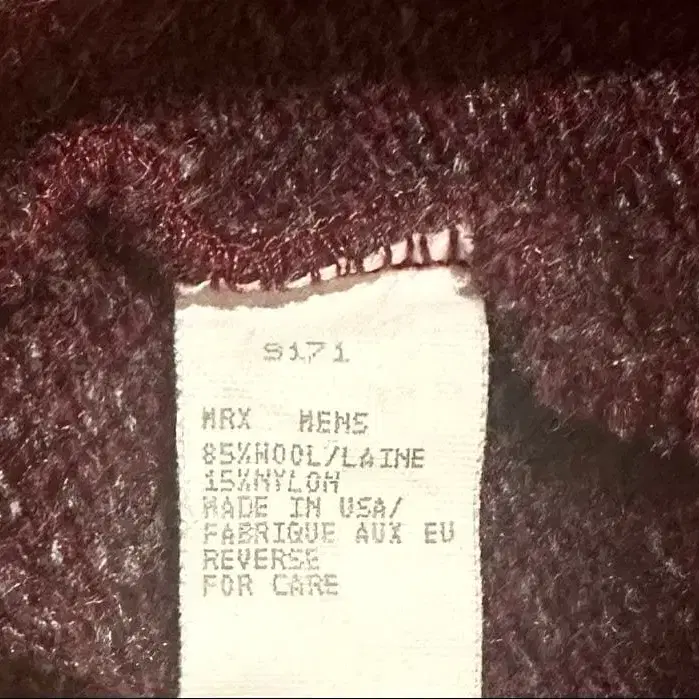 9171
MRX MENS
85%WOOL/LAINE
15%NYLON
MADE IN USA/
FABRIQUE AUX EU
REVERSE
FOR CARE